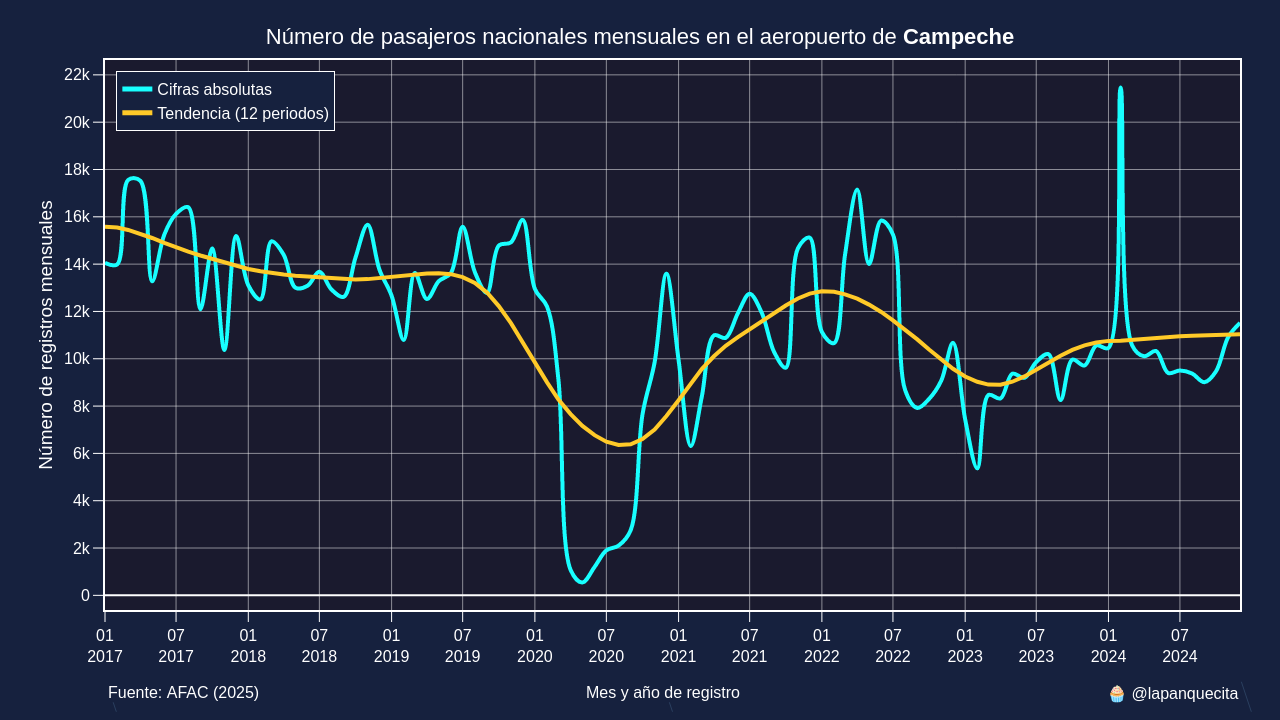 Número de pasajeros nacionales mensuales en el aeropuerto de Campeche
Cifras absolutas
Tendencia (12 periodos)
Número de registros mensuales
22k
20k
18k
16k
14k
12k
10k
8k
6k
4k
2k
0
01 07 01 07 01 07 01 07 01 07 01 07 01 07 01 07
2017 2017 2018 2018 2019 2019 2020 2020 2021 2021 2022 2022 2023 2023 2024 2024
Fuente: AFAC (2025) Mes y año de registro 🧁 @lapanquecita